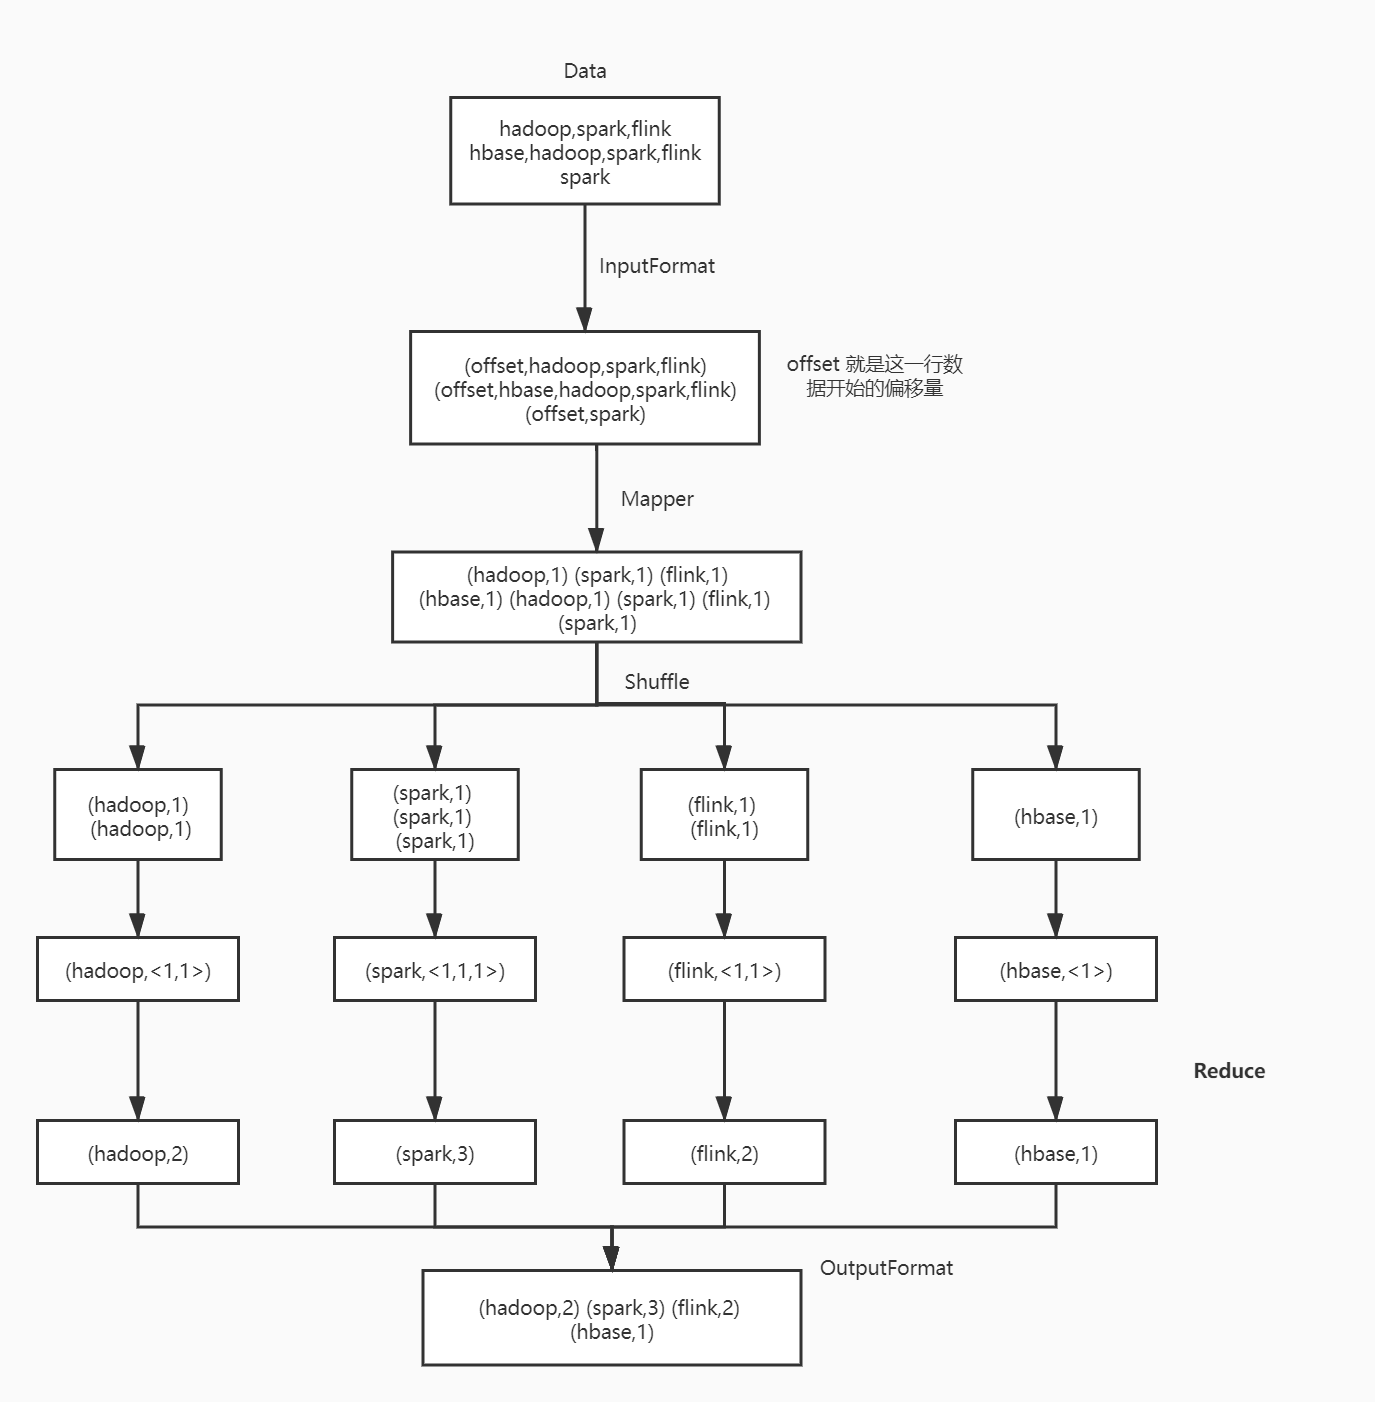 Data
hadoop,spark,flink
hbase,hadoop,spark,flink
spark
InputFormat
(offset,hadoop,spark,flink)
(offset,hbase,hadoop,spark,flink)
(offset,spark)
offset 就是这一行数
据开始的偏移量
Mapper
(hadoop,1) (spark,1) (flink,1)
(hbase,1) (hadoop,1) (spark,1) (flink,1)
(spark,1)
Shuffle
(hadoop,1)
(hadoop,1)
(spark,1)
(spark,1)
(spark,1)
(flink,1)
(flink,1)
(hbase,1)
(hadoop,<1,1>)
(spark,<1,1,1>)
(flink,<1,1>)
(hbase,<1>)
Reduce
(hadoop,2)
(spark,3)
(flink,2)
(hbase,1)
OutputFormat
(hadoop,2) (spark,3) (flink,2)
(hbase,1)